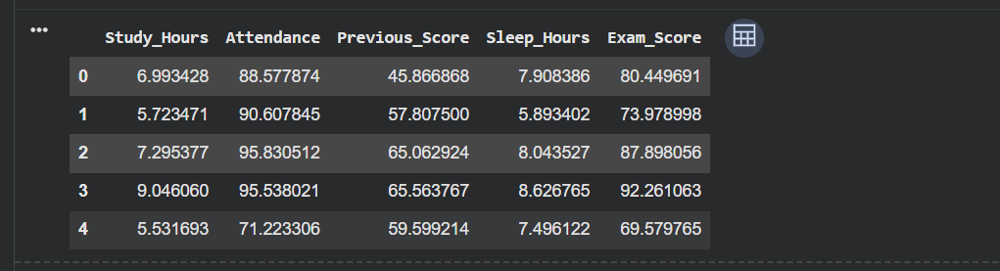 Study_Hours Attendance Previous_Score Sleep_Hours Exam_Score
0 6.993428 88.577874 45.866868 7.908386 80.449691
1 5.723471 90.607845 57.807500 5.893402 73.978998
2 7.295377 95.830512 65.062924 8.043527 87.898056
3 9.046060 95.538021 65.563767 8.626765 92.261063
4 5.531693 71.223306 59.599214 7.496122 69.579765